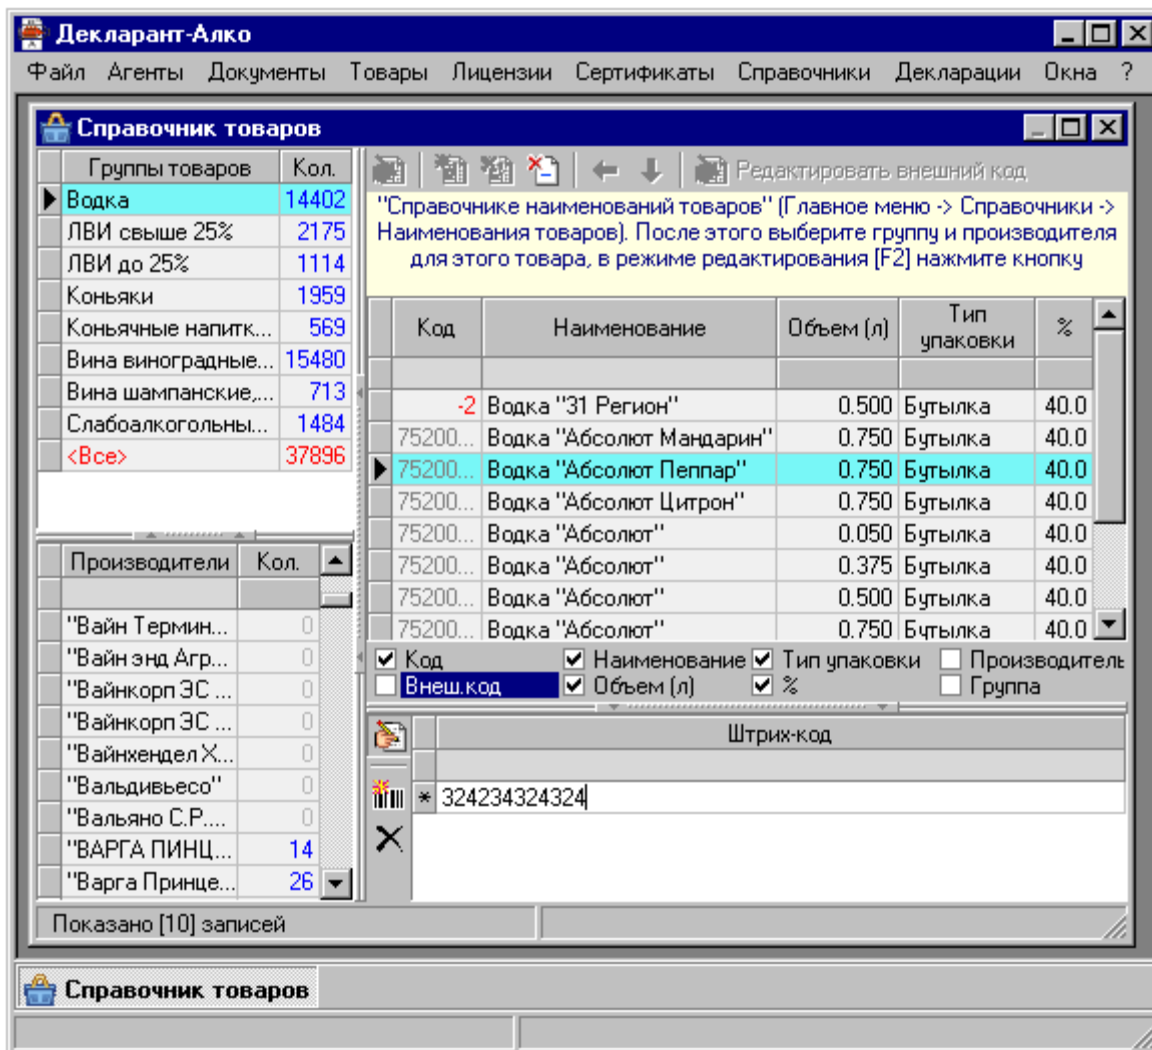 Декларант-Алко
Файл Агенты Документы Товары Лицензии Сертификаты Справочники Декларации Окна ?
Справочник товаров
Группы товаров Кол.
Водка 14402
ЛВИ свыше 25% 2175
ЛВИ до 25% 1114
Коньяки 1959
Коньячные напитк... 569
Вина виноградные... 15480
Вина шампанские,... 713
Слабоалкогольны... 1484
<Все> 37896
Производители Кол.
"Вайн Термин... 0
"Вайн энд Агр... 0
"Вайнкорп ЭС ... 0
"Вайнкорп ЭС ... 0
"Вайнхендел Х... 0
"Вальдивьесо" 0
"Вальяно С.Р.... 0
"ВАРГА ПИНЦ... 14
"Варга Принце... 26
Редактировать внешний код
"Справочнике наименований товаров" (Главное меню -> Справочники ->
Наименования товаров). После этого выберите группу и производителя
для этого товара, в режиме редактирования [F2] нажмите кнопку
Код Наименование Объем (л) Тип упаковки %
-2 Водка "31 Регион" 0.500 Бутылка 40.0
75200... Водка "Абсолют Мандарин" 0.750 Бутылка 40.0
75200... Водка "Абсолют Пеппар" 0.750 Бутылка 40.0
75200... Водка "Абсолют Цитрон" 0.750 Бутылка 40.0
75200... Водка "Абсолют" 0.050 Бутылка 40.0
75200... Водка "Абсолют" 0.375 Бутылка 40.0
75200... Водка "Абсолют" 0.500 Бутылка 40.0
75200... Водка "Абсолют" 0.750 Бутылка 40.0
Код Наименование Тип упаковки Производитель
Внеш.код Объем (л) % Группа
Штрих-код
* 324234324324
Показано [10] записей
Справочник товаров